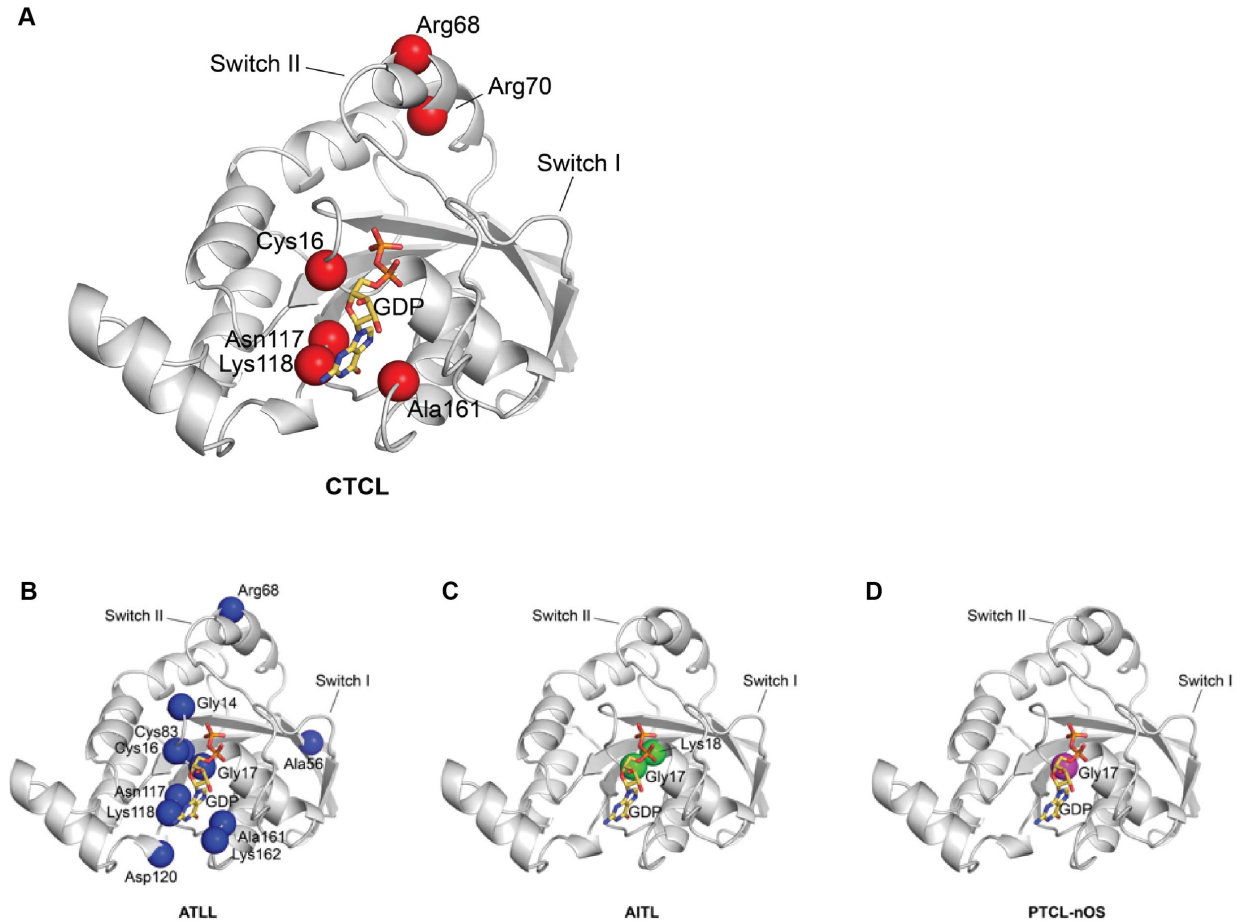 A
Arg68
Switch II
Arg70
Switch I
Cys16
GDP
Asn117
Lys118
Ala161
CTCL
B
Arg68
Switch II
Switch I
Gly14
Cys83
Cys16
Ala56
Gly17
Asn117
GDP
Lys118
Ala161
Lys162
Asp120
ATLL
C
Switch II
Switch I
Lys18
Gly17
GDP
AITL
D
Switch II
Switch I
Gly17
GDP
PTCL-nOS